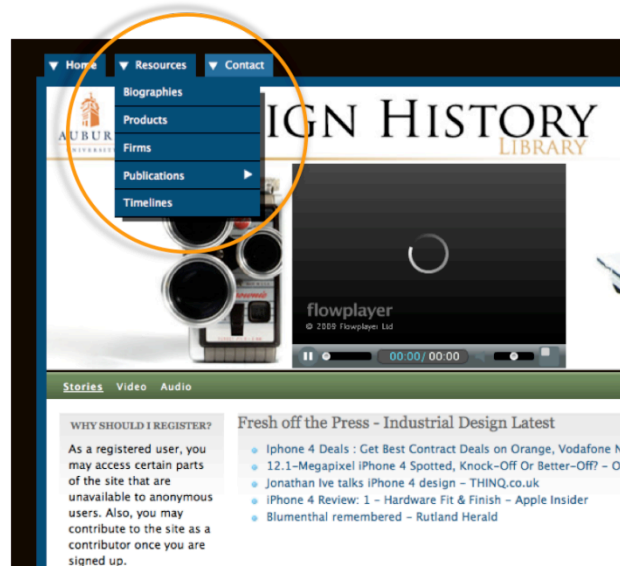 ▼ Home ▼ Resources ▼ Contact
Biographies
Products
Firms
Publications ▶
Timelines
AUBUR
IGN HISTORY
LIBRARY
flowplayer
© 2009 Flowplayer Ltd
00:00/00:00
Stories Video Audio
WHY SHOULD I REGISTER?
As a registered user, you
may access certain parts
of the site that are
unavailable to anonymous
users. Also, you may
contribute to the site as a
contributor once you are
signed up.
Fresh off the Press - Industrial Design Latest
Iphone 4 Deals : Get Best Contract Deals on Orange, Vodafone N
12.1-Megapixel iPhone 4 Spotted, Knock-Off Or Better-Off? - O
Jonathan Ive talks iPhone 4 design - THINQ.co.uk
iPhone 4 Review: 1 - Hardware Fit & Finish - Apple Insider
Blumenthal remembered - Rutland Herald